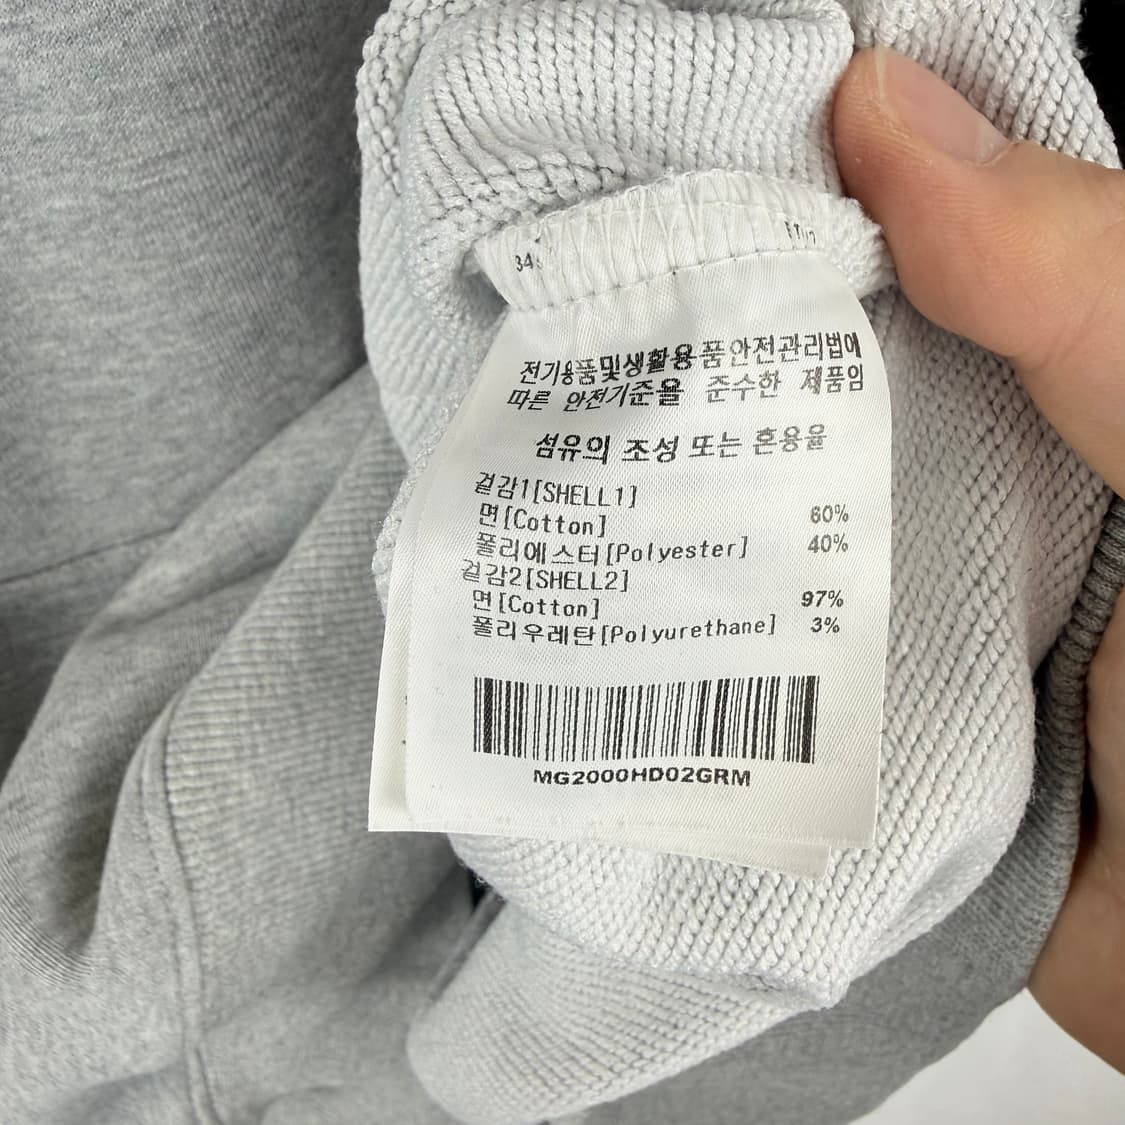 전기용품및생활용품안전관리법에
따른 안전기준을 준수한 제품임
섬유의 조성 또는 혼용율
겉감1[SHELL1]
면[Cotton] 60%
폴리에스터[Polyester] 40%
겉감2[SHELL2]
면[Cotton] 97%
폴리우레탄[Polyurethane] 3%
MG2000HD02GRM